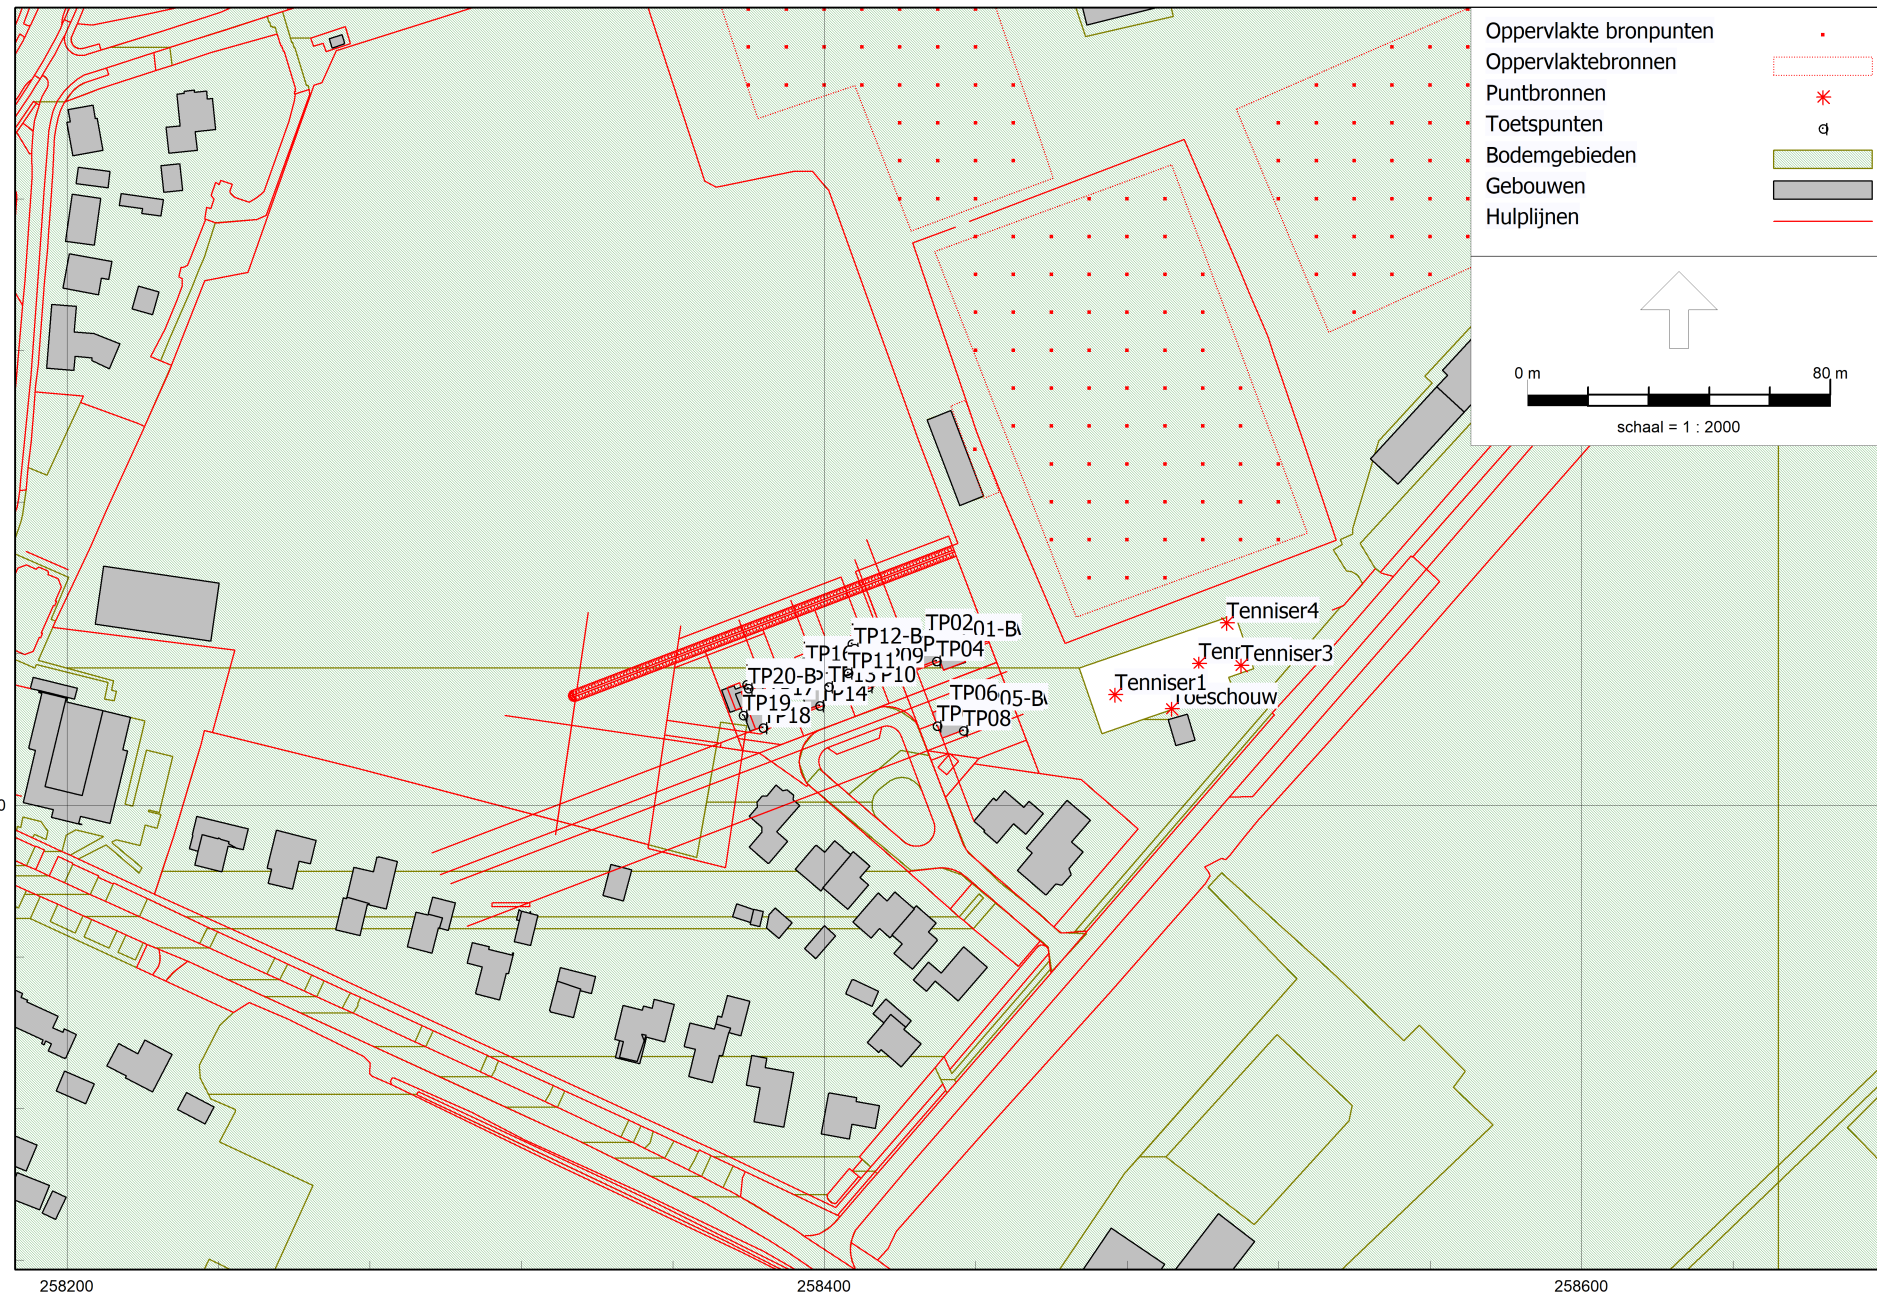 Oppervlakte bronpunten
Oppervlaktebronnen
Puntbronnen
Toetspunten
Bodemgebieden
Gebouwen
Hulplijnen
0 m 80 m
schaal = 1 : 2000
Tenniser4
TP02
TP12-B
TP04
TP11
Tenniser3
TP20-B
Tenniser1
TP06
TP19
TP14
TP08
258200 258400 258600